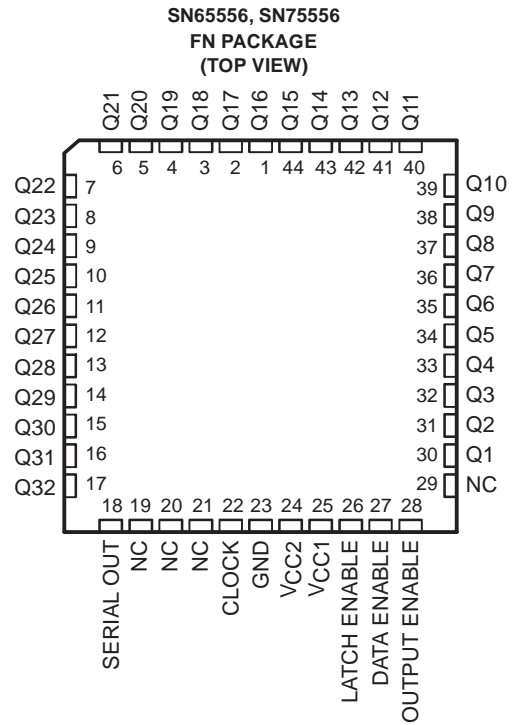 SN65556, SN75556
FN PACKAGE
(TOP VIEW)
Q21 Q20 Q19 Q18 Q17 Q16 Q15 Q14 Q13 Q12 Q11
6 5 4 3 2 1 44 43 42 41 40
Q22 7 39 Q10
Q23 8 38 Q9
Q24 9 37 Q8
Q25 10 36 Q7
Q26 11 35 Q6
Q27 12 34 Q5
Q28 13 33 Q4
Q29 14 32 Q3
Q30 15 31 Q2
Q31 16 30 Q1
Q32 17 29 NC
18 19 20 21 22 23 24 25 26 27 28
SERIAL OUT
NC
NC
NC
CLOCK
GND
VCC2
VCC1
LATCH ENABLE
DATA ENABLE
OUTPUT ENABLE